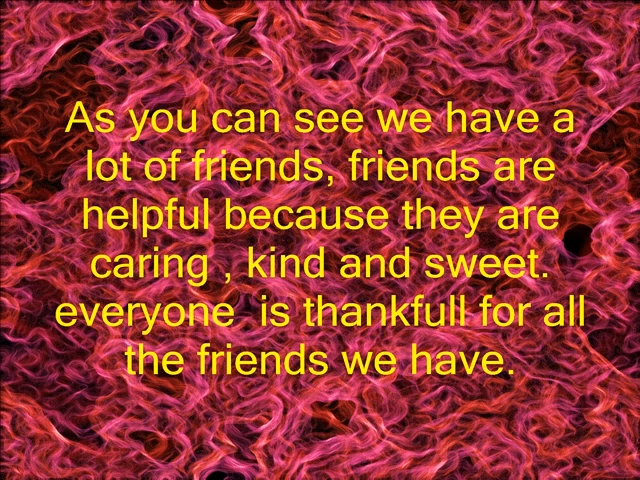 As you can see we have a
lot of friends, friends are
helpful because they are
caring , kind and sweet.
everyone  is thankfull for all
the friends we have.